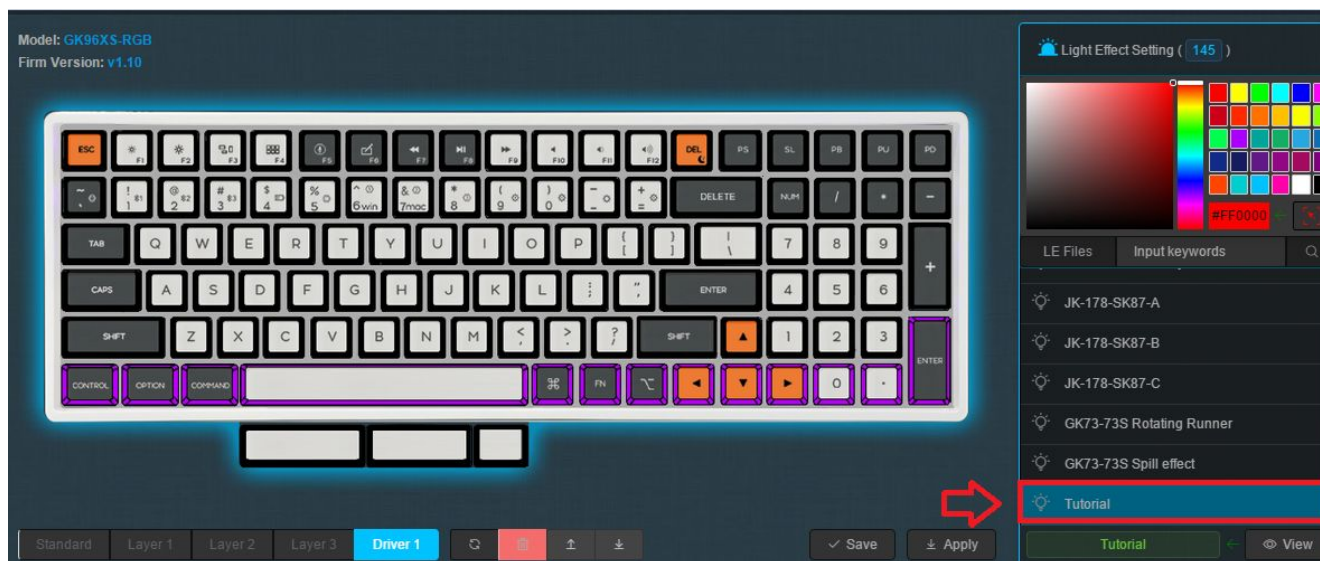 Model: GK96XS-RGB
Firm Version: v1.10
Light Effect Setting ( 145 )
#FF0000
LE Files Input keywords
JK-178-SK87-A
JK-178-SK87-B
JK-178-SK87-C
GK73-73S Rotating Runner
GK73-73S Spill effect
Tutorial
Tutorial ← View
ESC F1 F2 F3 F4 F5 F6 F7 F8 F9 F10 F11 F12 DEL PS SL PB PU PD
~ ! @ # $ % ^ & * ( ) - +
` 1 2 3 4 5 6win 7mac 8 9 0 _ = DELETE NUM / * -
TAB Q W E R T Y U I O P { [ } ] | \ 7 8 9 +
CAPS A S D F G H J K L : ; " , ENTER 4 5 6
SHIFT Z X C V B N M < , > . ? / SHIFT ▲ 1 2 3 ENTER
CONTROL OPTION COMMAND ⌘ FN ⌥ ◄ ▼ ► 0 .
Standard Layer 1 Layer 2 Layer 3 Driver 1 Save Apply